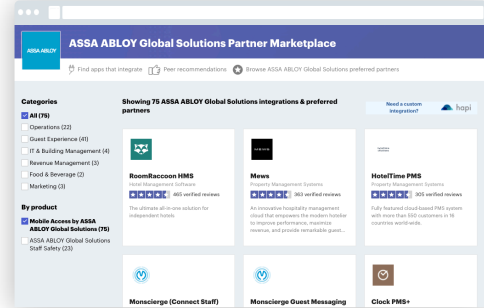 ASSA ABLOY
ASSA ABLOY Global Solutions Partner Marketplace
Find apps that integrate
Peer recommendations
Browse ASSA ABLOY Global Solutions preferred partners
Categories
All (75)
Operations (22)
Guest Experience (41)
IT & Building Management (4)
Revenue Management (3)
Food & Beverage (2)
Marketing (3)
By product
Mobile Access by ASSA
ABLOY Global Solutions (75)
ASSA ABLOY Global Solutions
Staff Safety (23)
Showing 75 ASSA ABLOY Global Solutions integrations & preferred
partners
Need a custom
integration?
hapi
RoomRaccoon HMS
Hotel Management Software
465 verified reviews
The ultimate all-in-one solution for
independent hotels
Mews
Property Management Systems
363 verified reviews
An innovative hospitality management
cloud that empowers the modern hotelier
to improve performance, maximize
revenue, and provide remarkable guest...
HotelTime PMS
Property Management Systems
305 verified reviews
Fully featured cloud-based PMS system
with more than 550 customers in 16
countries world-wide.
Monscierge (Connect Staff)
Monscierge Guest Messaging
Clock PMS+